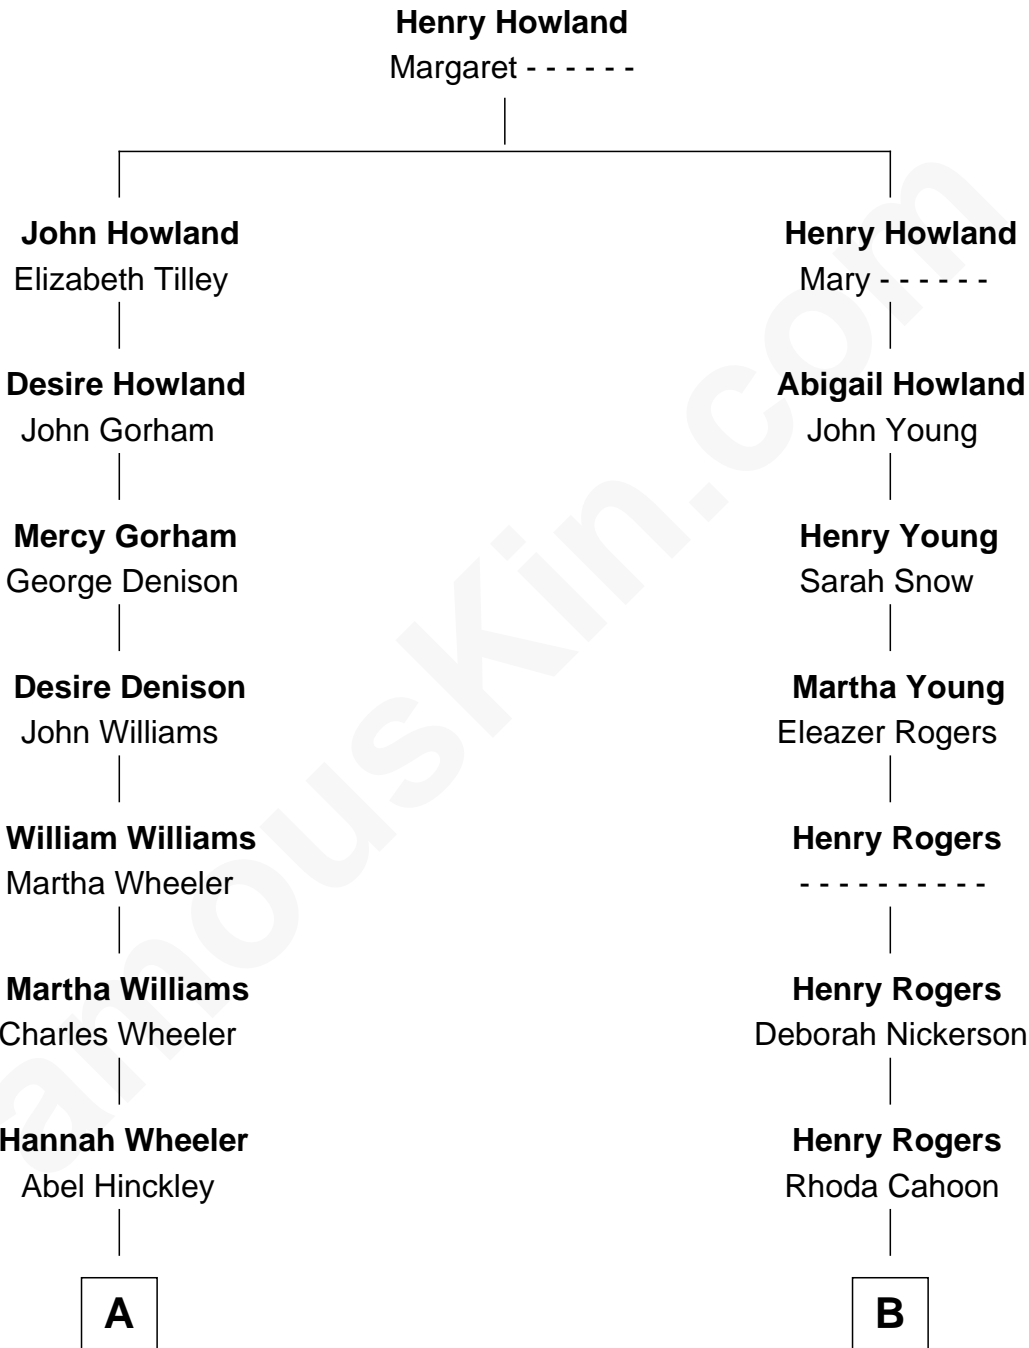 Henry Howland
Margaret - - - - - -
John Howland
Elizabeth Tilley
Henry Howland
Mary - - - - - -
Desire Howland
John Gorham
Abigail Howland
John Young
Mercy Gorham
George Denison
Henry Young
Sarah Snow
Desire Denison
John Williams
Martha Young
Eleazer Rogers
William Williams
Martha Wheeler
Henry Rogers
- - - - - - - - - -
Martha Williams
Charles Wheeler
Henry Rogers
Deborah Nickerson
Hannah Wheeler
Abel Hinckley
Henry Rogers
Rhoda Cahoon
A
B
amouskin.com